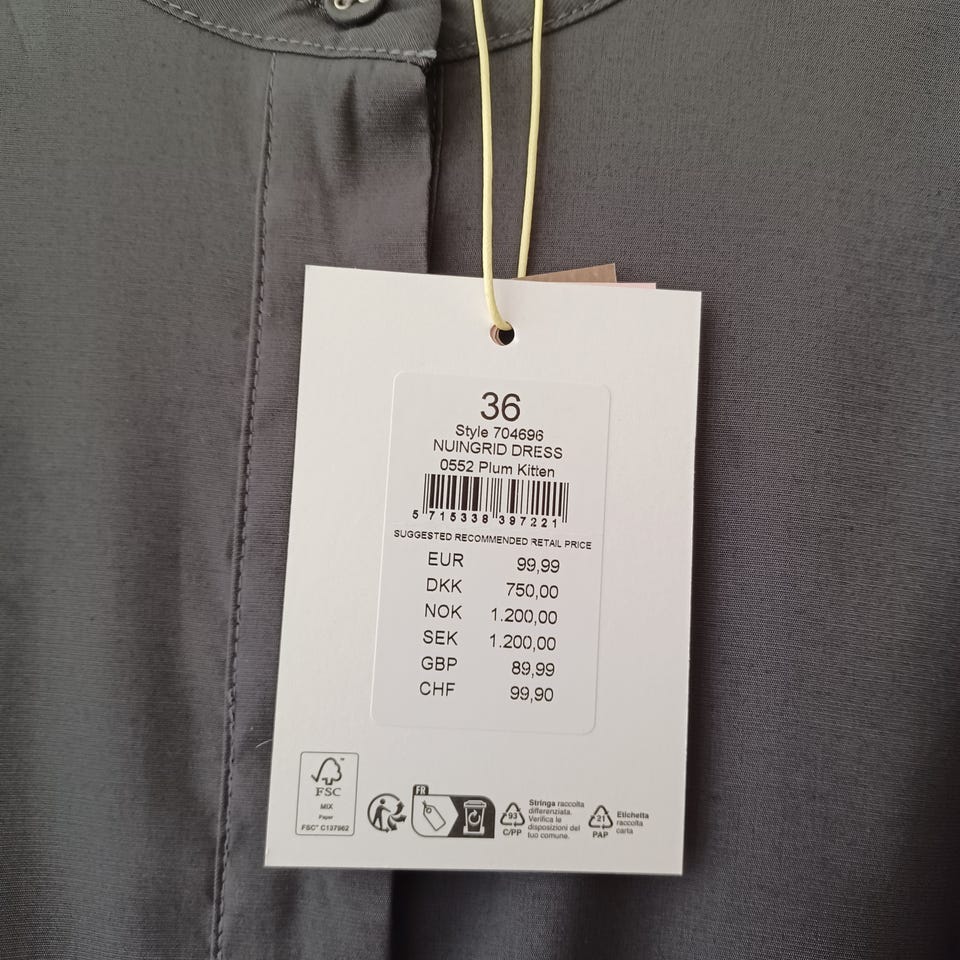 36
Style 704696
NUINGRID DRESS
0552 Plum Kitten
5 715338 397221
SUGGESTED RECOMMENDED RETAIL PRICE
EUR 99,99
DKK 750,00
NOK 1.200,00
SEK 1.200,00
GBP 89,99
CHF 99,90
FSC™
MIX
Paper
FSC® C137862
FR
93
C/PP
Stringa raccolta
differenziata.
Verifica le
disposizioni del
tuo comune.
21
PAP
Etichetta
raccolta
carta